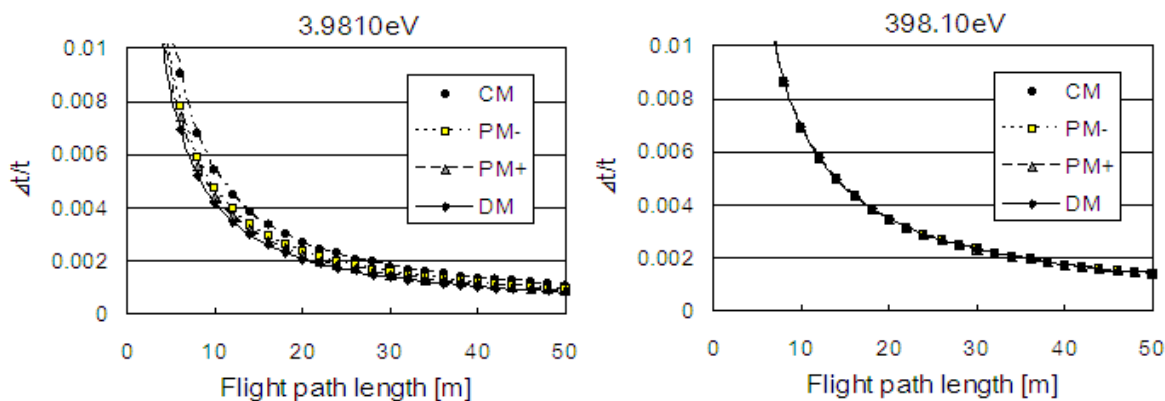 3.9810eV
0.01
0.008
0.006
0.004
0.002
0
⊿t/t
CM
PM-
PM+
DM
0 10 20 30 40 50
Flight path length [m]
398.10eV
0.01
0.008
0.006
0.004
0.002
0
⊿t/t
CM
PM-
PM+
DM
0 10 20 30 40 50
Flight path length [m]